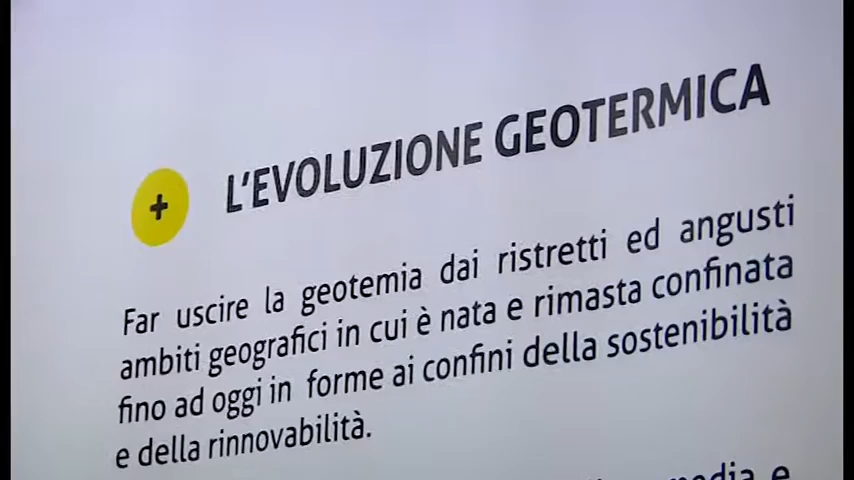 +
L'EVOLUZIONE GEOTERMICA
Far uscire la geotemia dai ristretti ed angusti
ambiti geografici in cui è nata e rimasta confinata
fino ad oggi in forme ai confini della sostenibilità
e della rinnovabilità.
e